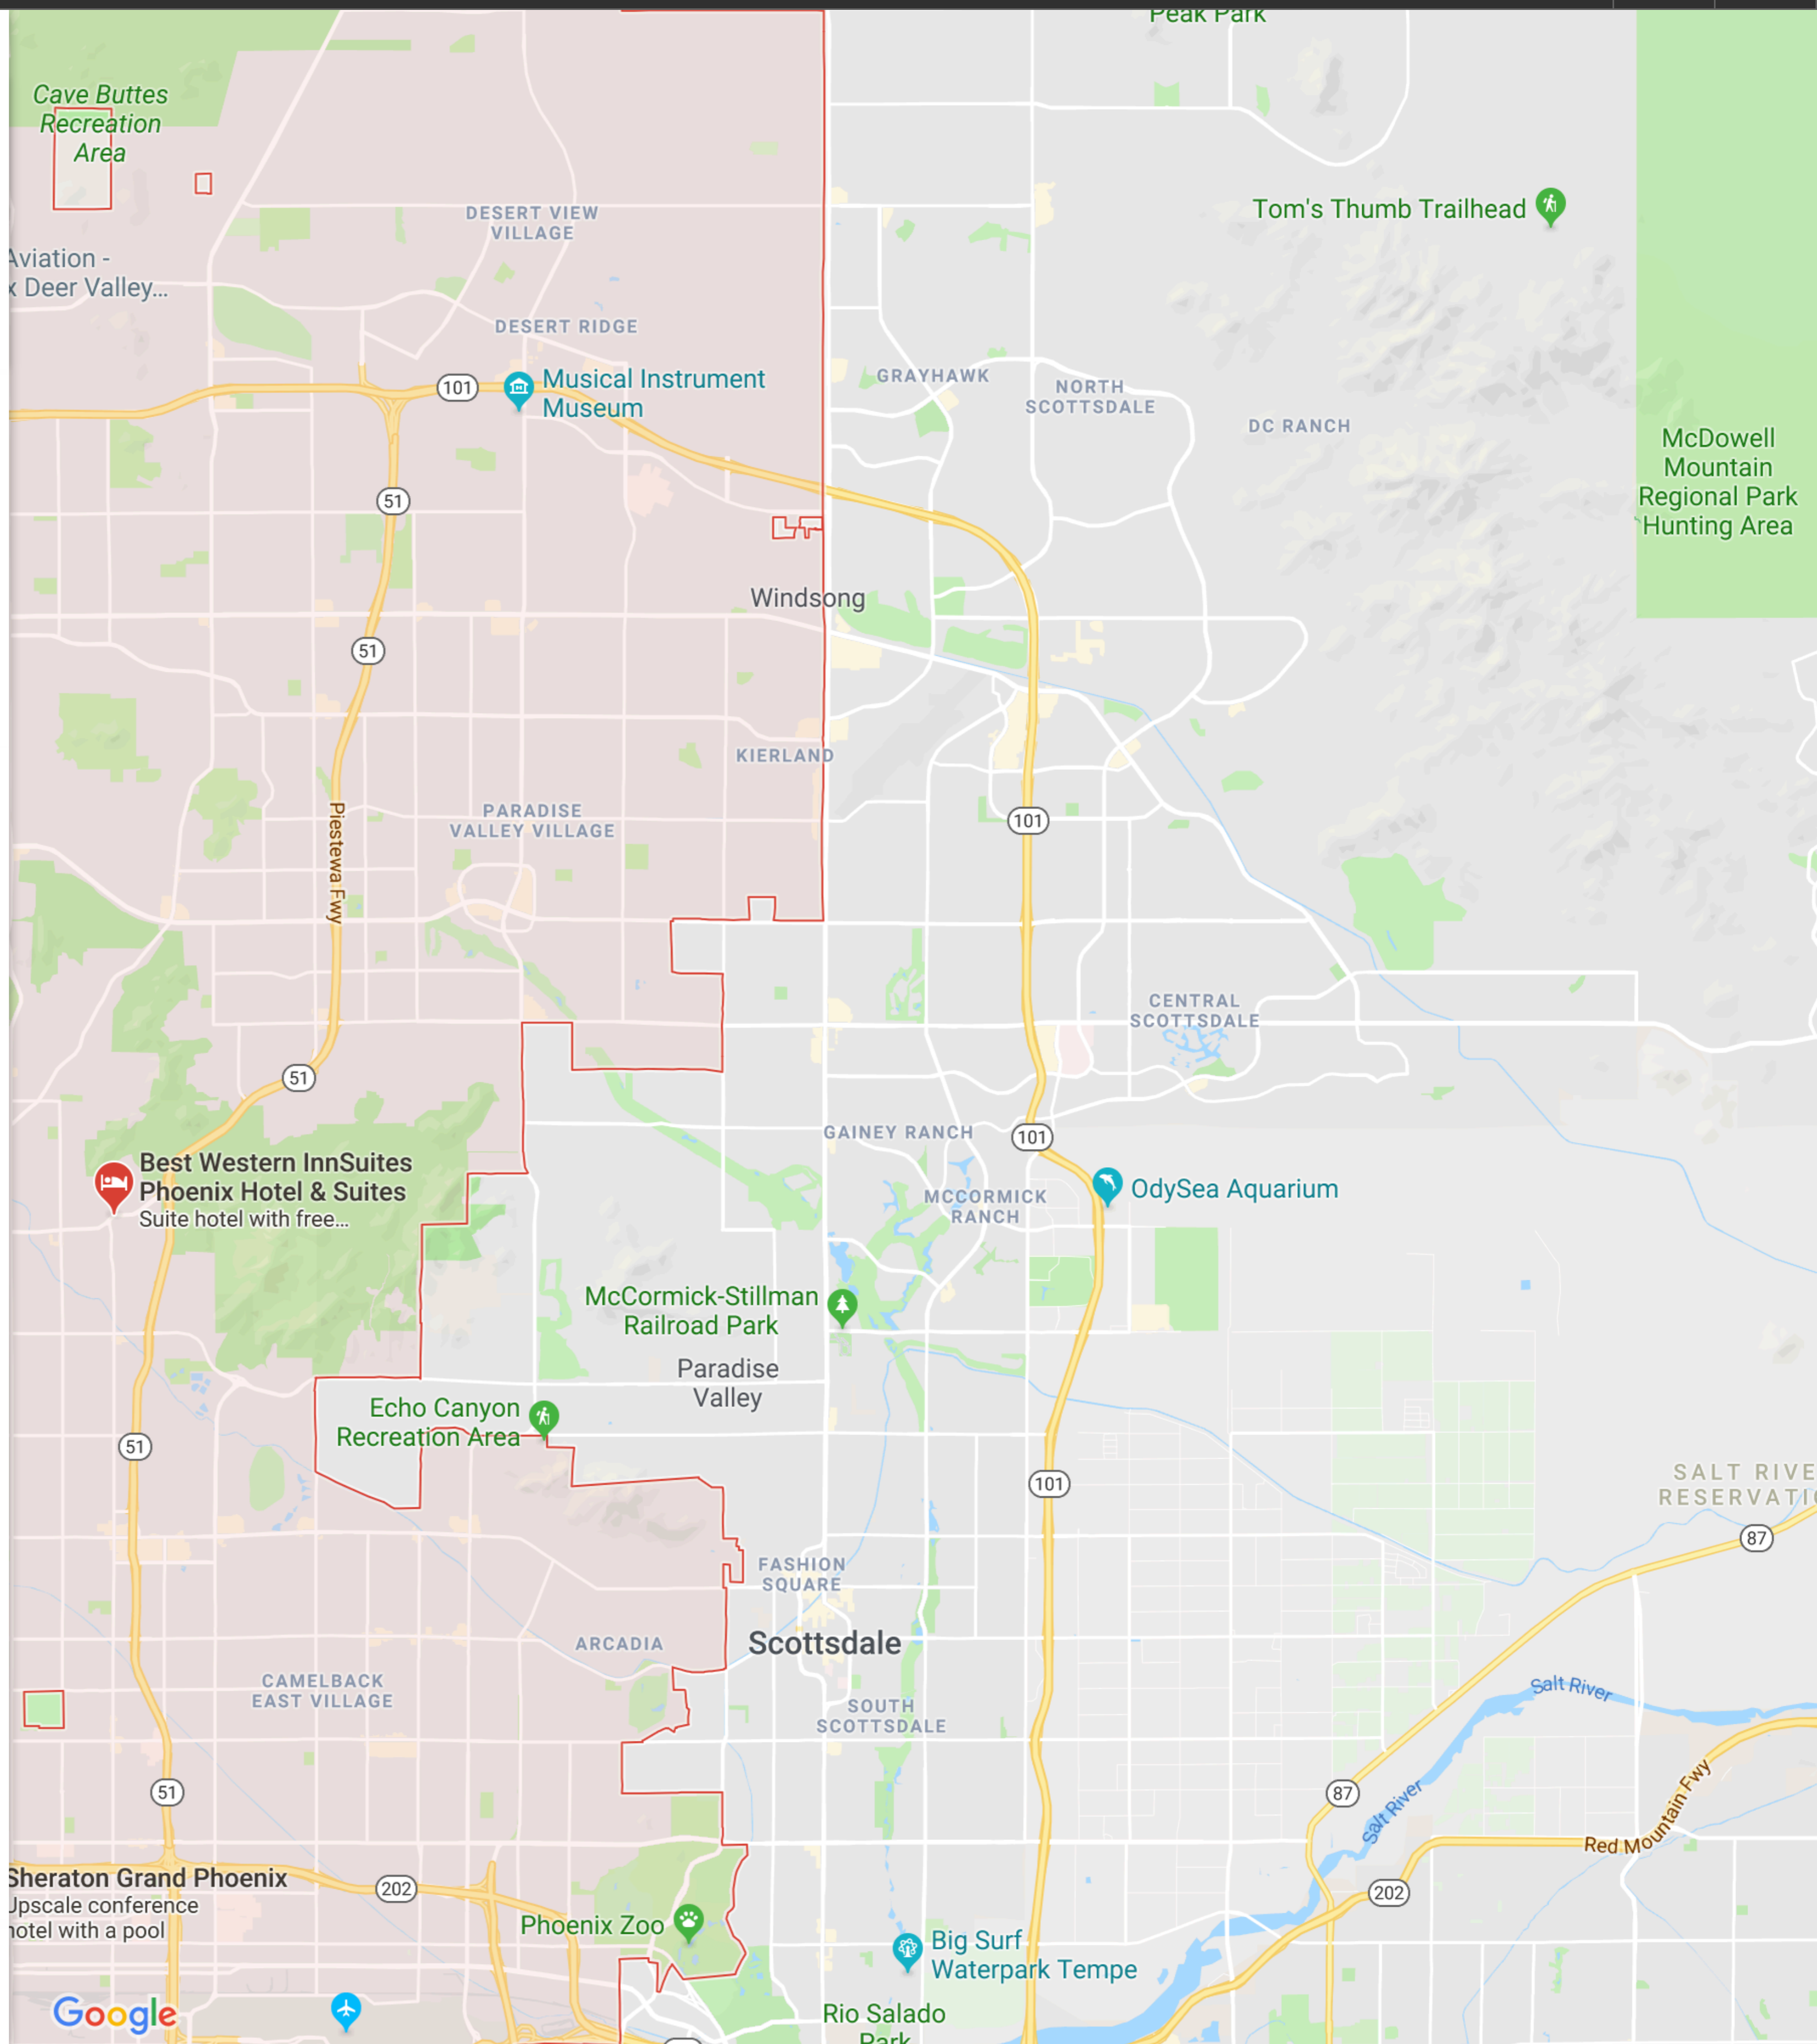 Peak Park
Cave Buttes
Recreation
Area
DESERT VIEW
VILLAGE
Tom's Thumb Trailhead
Aviation -
x Deer Valley...
DESERT RIDGE
101
Musical Instrument
Museum
GRAYHAWK
NORTH
SCOTTSDALE
DC RANCH
McDowell
Mountain
Regional Park
Hunting Area
51
Windsong
51
KIERLAND
PARADISE
VALLEY VILLAGE
101
Piestewa Fwy
CENTRAL
SCOTTSDALE
51
GAINEY RANCH
101
Best Western InnSuites
Phoenix Hotel & Suites
Suite hotel with free...
OdySea Aquarium
MCCORMICK
RANCH
McCormick-Stillman
Railroad Park
Paradise
Valley
Echo Canyon
Recreation Area
51
101
SALT RIVE
RESERVATIO
87
FASHION
SQUARE
ARCADIA
Scottsdale
CAMELBACK
EAST VILLAGE
SOUTH
SCOTTSDALE
Salt River
51
87
Salt River
Red Mountain Fwy
Sheraton Grand Phoenix
Upscale conference
hotel with a pool
202
202
Phoenix Zoo
Big Surf
Waterpark Tempe
Google
Rio Salado
Park